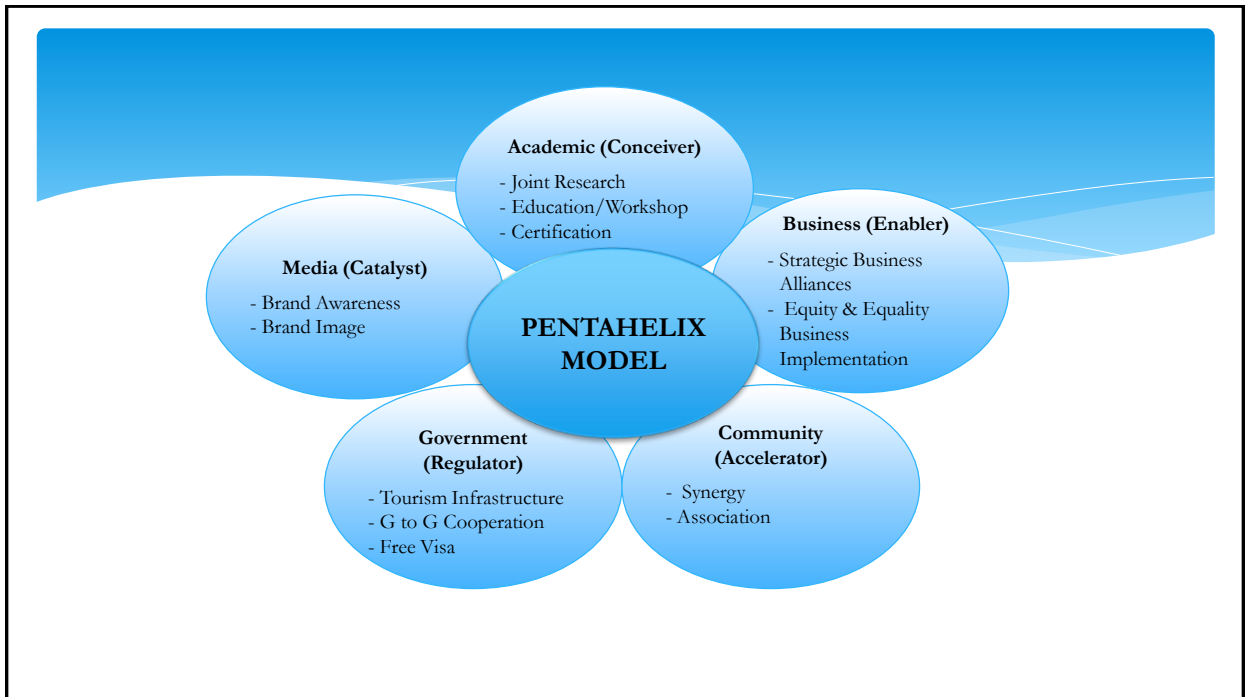 Academic (Conceiver)
- Joint Research
- Education/Workshop
- Certification
Business (Enabler)
- Strategic Business
Alliances
- Equity & Equality
Business
Implementation
Media (Catalyst)
- Brand Awareness
- Brand Image
PENTAHELIX
MODEL
Government
(Regulator)
- Tourism Infrastructure
- G to G Cooperation
- Free Visa
Community
(Accelerator)
- Synergy
- Association